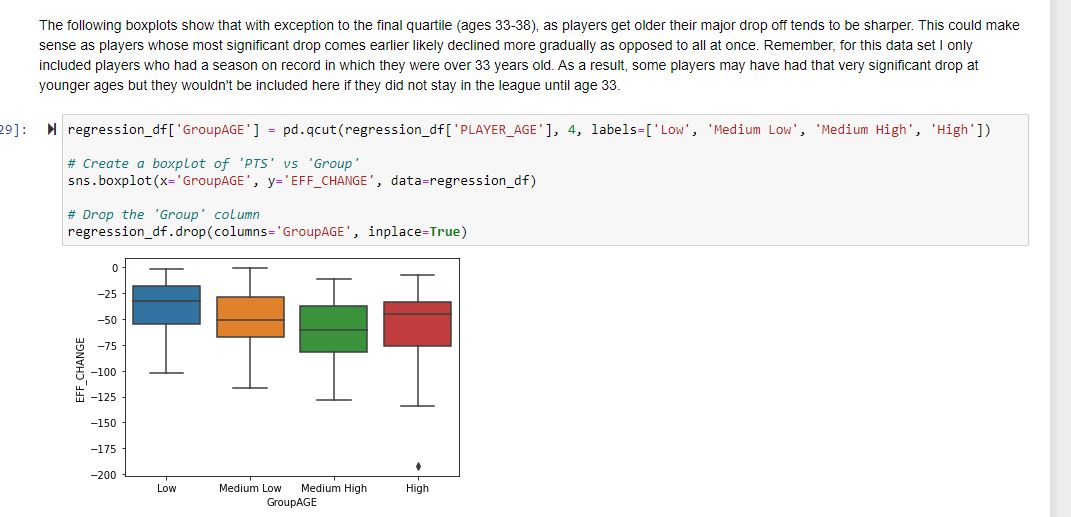 The following boxplots show that with exception to the final quartile (ages 33-38), as players get older their major drop off tends to be sharper. This could make
sense as players whose most significant drop comes earlier likely declined more gradually as opposed to all at once. Remember, for this data set I only
included players who had a season on record in which they were over 33 years old. As a result, some players may have had that very significant drop at
younger ages but they wouldn't be included here if they did not stay in the league until age 33.
29]:
regression_df['GroupAGE'] = pd.qcut(regression_df['PLAYER_AGE'], 4, labels=['Low', 'Medium Low', 'Medium High', 'High'])
# Create a boxplot of 'PTS' vs 'Group'
sns.boxplot(x='GroupAGE', y='EFF_CHANGE', data=regression_df)
# Drop the 'Group' column
regression_df.drop(columns='GroupAGE', inplace=True)
0
−25
−50
−75
−100
−125
−150
−175
−200
EFF_CHANGE
Low Medium Low Medium High High
GroupAGE